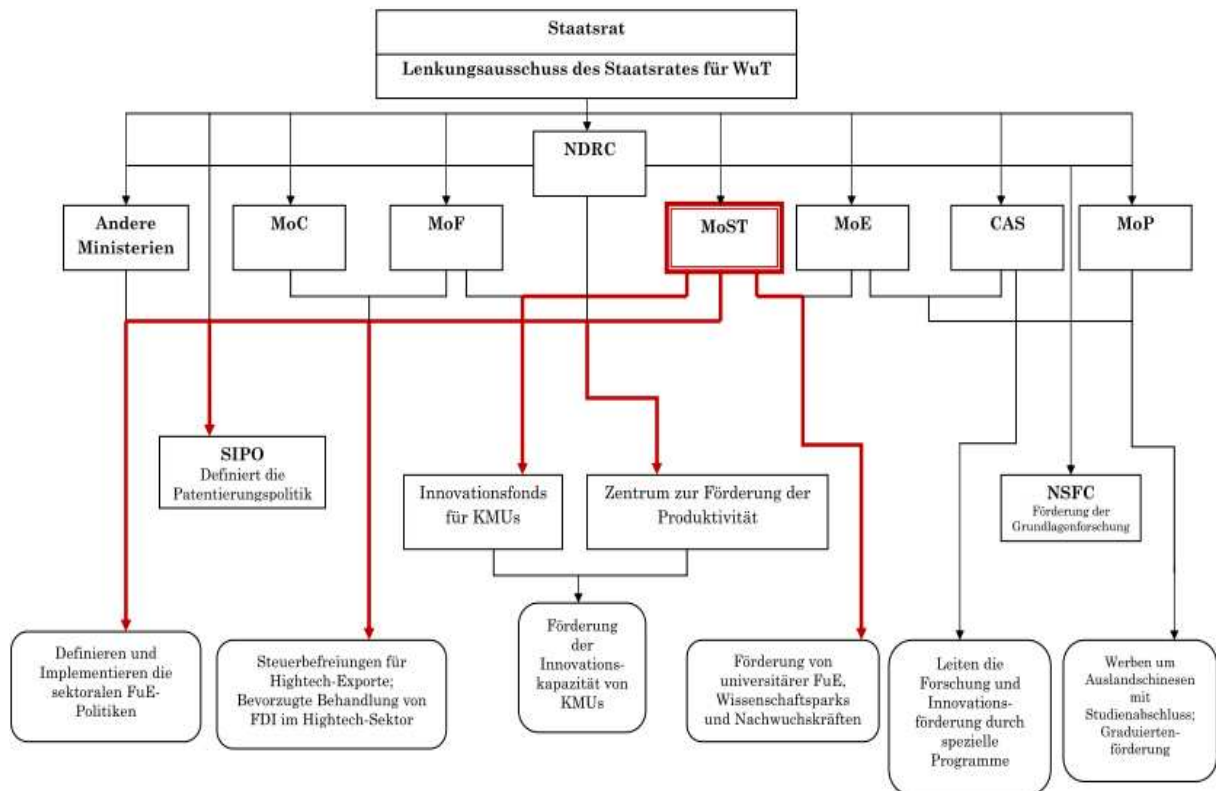 Staatsrat
Lenkungsausschuss des Staatsrates für WuT
NDRC
Andere
Ministerien
MoC
MoF
MoST
MoE
CAS
MoP
SIPO
Definiert die
Patentierungspolitik
Innovationsfonds
für KMUs
Zentrum zur Förderung der
Produktivität
NSFC
Förderung der
Grundlagenforschung
Definieren und
Implementieren die
sektoralen FuE-
Politiken
Steuerbefreiungen für
Hightech-Exporte;
Bevorzugte Behandlung von
FDI im Hightech-Sektor
Förderung
der
Innovations-
kapazität von
KMUs
Förderung von
universitärer FuE,
Wissenschaftsparks
und Nachwuchskräften
Leiten die
Forschung und
Innovations-
förderung durch
spezielle
Programme
Werben um
Auslandschinesen
mit
Studienabschluss;
Graduierten-
förderung